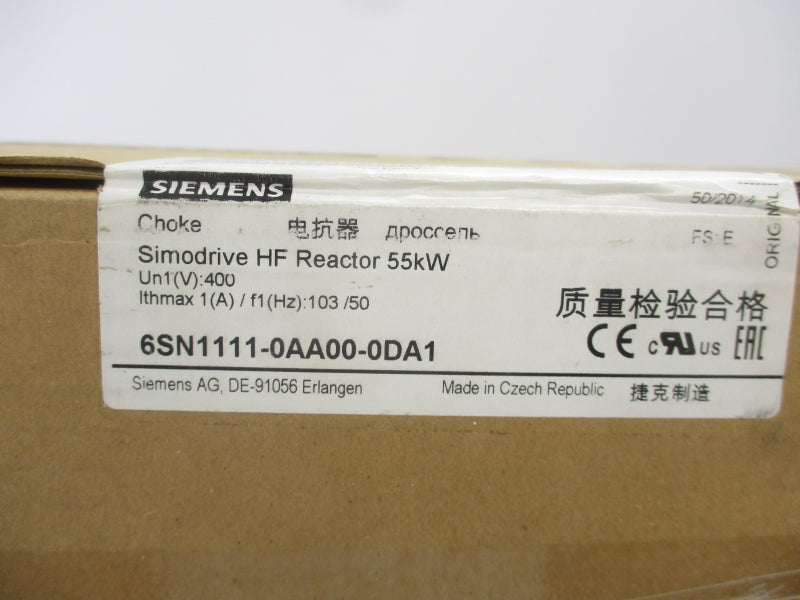 SIEMENS
50/2014
Choke 电抗器 дроссель
FS: E
ORIGINAL
Simodrive HF Reactor 55kW
Un1(V):400
Ithmax 1(A) / f1(Hz):103 /50
质量检验合格
6SN1111-0AA00-0DA1
CE c RU US EAC
Siemens AG, DE-91056 Erlangen Made in Czech Republic 捷克制造